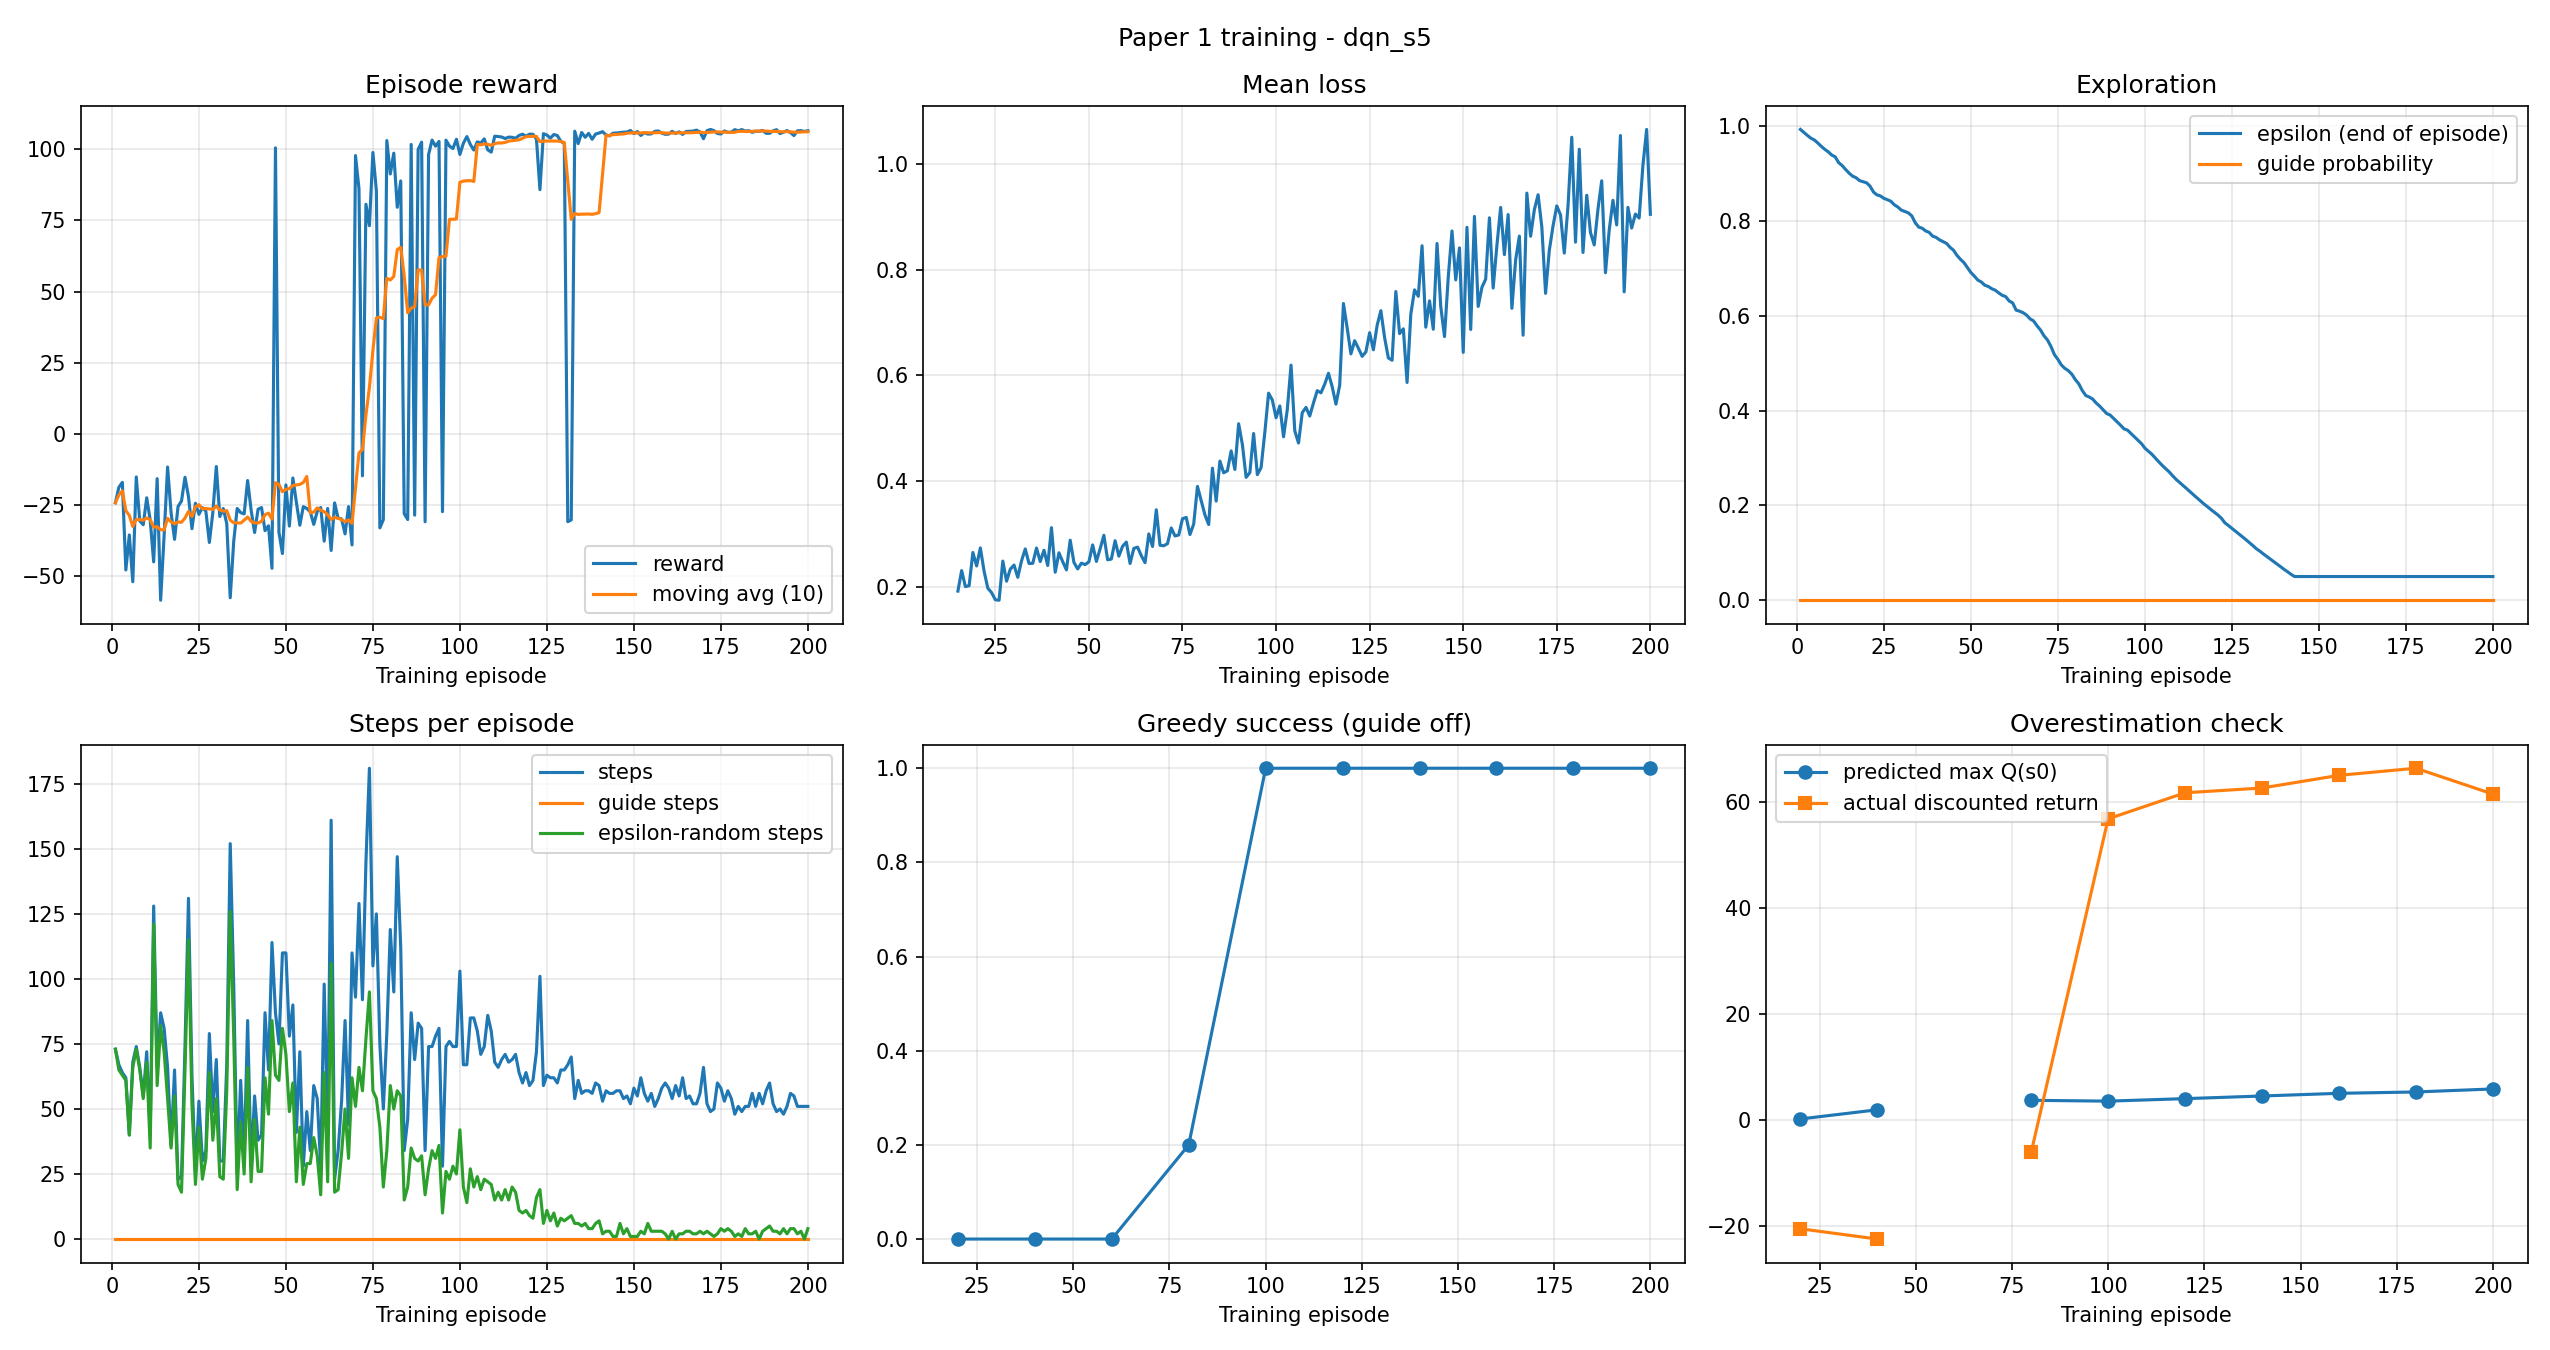 Paper 1 training - dqn_s5
Episode reward
100
75
50
25
0
−25
−50
reward
moving avg (10)
0 25 50 75 100 125 150 175 200
Training episode
Mean loss
1.0
0.8
0.6
0.4
0.2
25 50 75 100 125 150 175 200
Training episode
Exploration
1.0
0.8
0.6
0.4
0.2
0.0
epsilon (end of episode)
guide probability
0 25 50 75 100 125 150 175 200
Training episode
Steps per episode
175
150
125
100
75
50
25
0
steps
guide steps
epsilon-random steps
0 25 50 75 100 125 150 175 200
Training episode
Greedy success (guide off)
1.0
0.8
0.6
0.4
0.2
0.0
25 50 75 100 125 150 175 200
Training episode
Overestimation check
60
40
20
0
−20
predicted max Q(s0)
actual discounted return
25 50 75 100 125 150 175 200
Training episode